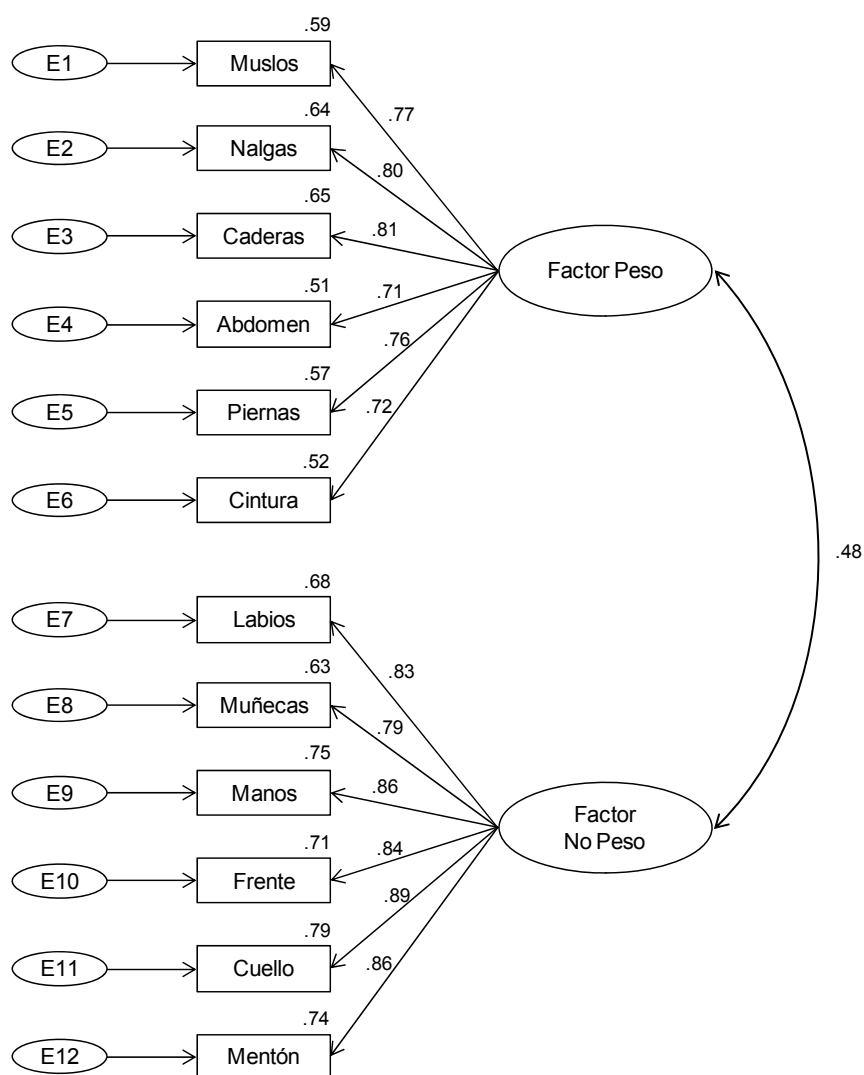 .59
E1 Muslos
.77
.64
E2 Nalgas
.80
.65
E3 Caderas
.81
Factor Peso
.51
E4 Abdomen
.71
.76
.57
E5 Piernas
.72
.52
E6 Cintura
.48
.68
E7 Labios
.83
.63
E8 Muñecas
.79
.75
E9 Manos
.86
Factor
No Peso
.71
E10 Frente
.84
.89
.79
E11 Cuello
.86
.74
E12 Mentón